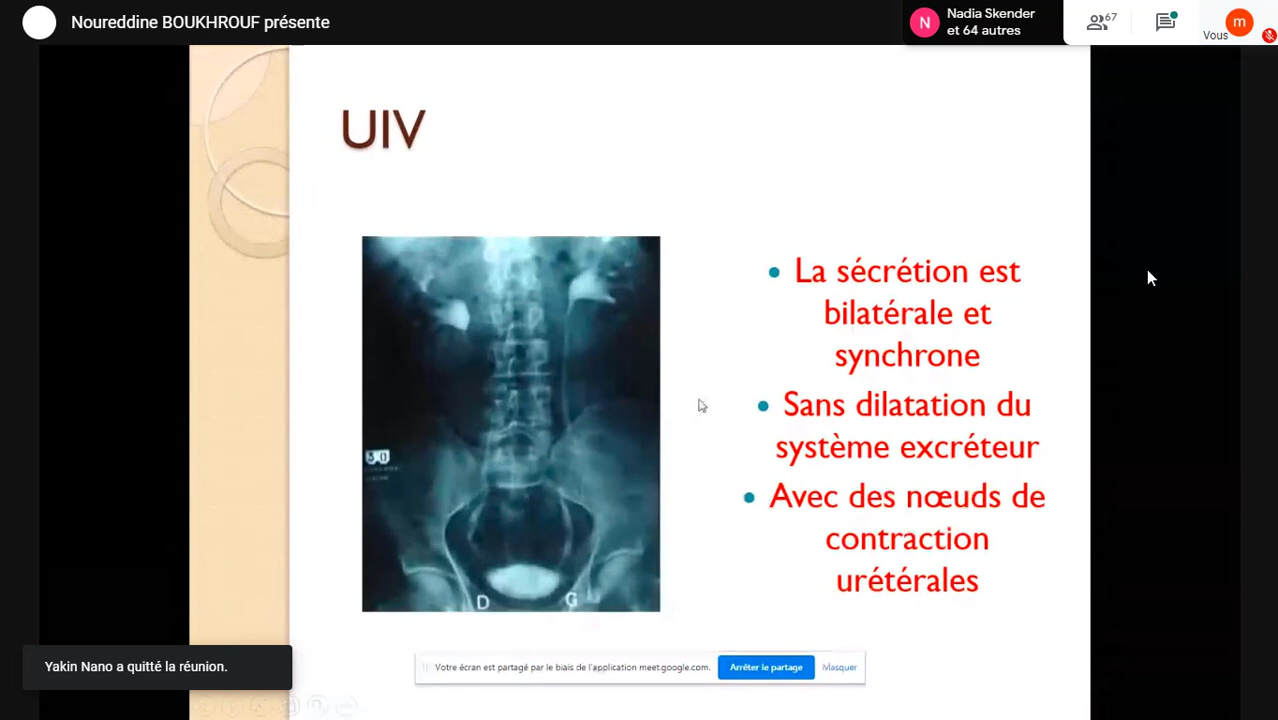 Noureddine BOUKHROUF présente
N
Nadia Skender
et 64 autres
67
m
Vous
UIV
30
D
G
• La sécrétion est
bilatérale et
synchrone
• Sans dilatation du
système excréteur
• Avec des nœuds de
contraction
urétérales
Votre écran est partagé par le biais de l'application meet.google.com.
Arrêter le partage
Masquer
Yakin Nano a quitté la réunion.